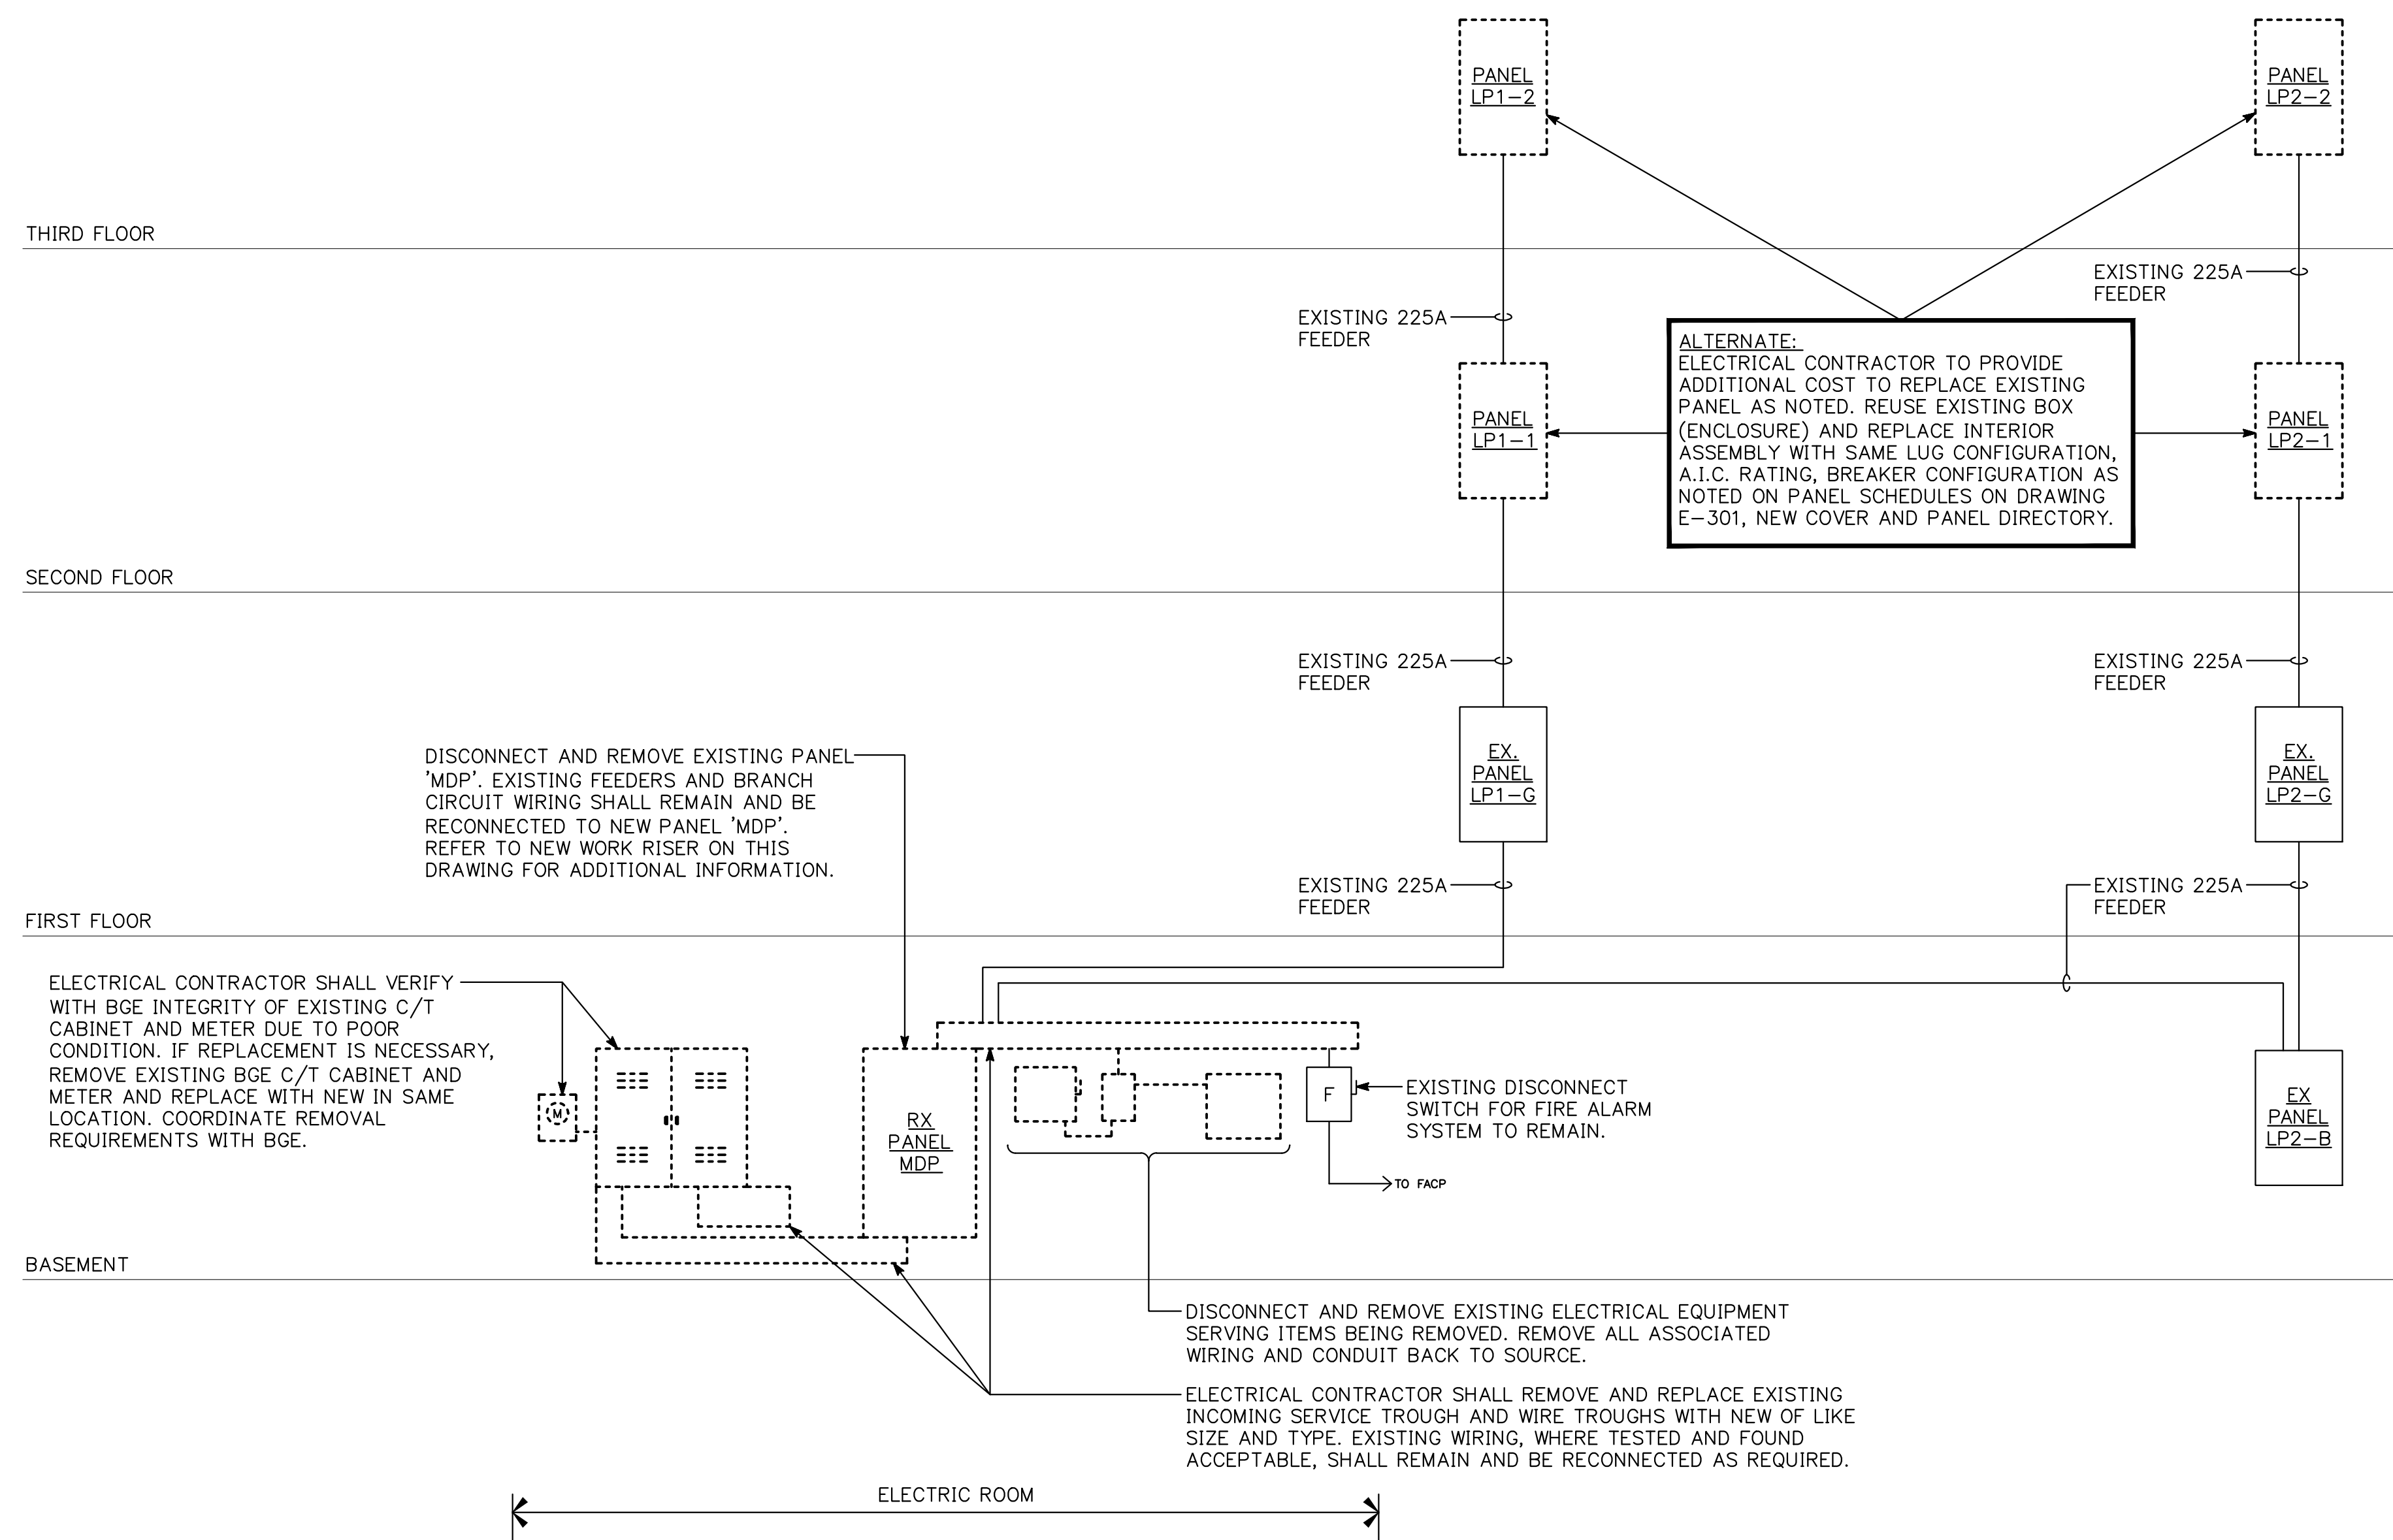 PANEL
LP1-2
PANEL
LP2-2
THIRD FLOOR
EXISTING 225A
FEEDER
EXISTING 225A
FEEDER
ALTERNATE:
ELECTRICAL CONTRACTOR TO PROVIDE
ADDITIONAL COST TO REPLACE EXISTING
PANEL AS NOTED. REUSE EXISTING BOX
(ENCLOSURE) AND REPLACE INTERIOR
ASSEMBLY WITH SAME LUG CONFIGURATION,
A.I.C. RATING, BREAKER CONFIGURATION AS
NOTED ON PANEL SCHEDULES ON DRAWING
E-301, NEW COVER AND PANEL DIRECTORY.
PANEL
LP1-1
PANEL
LP2-1
SECOND FLOOR
EXISTING 225A
FEEDER
EXISTING 225A
FEEDER
EX.
PANEL
LP1-G
EX.
PANEL
LP2-G
DISCONNECT AND REMOVE EXISTING PANEL
'MDP'. EXISTING FEEDERS AND BRANCH
CIRCUIT WIRING SHALL REMAIN AND BE
RECONNECTED TO NEW PANEL 'MDP'.
REFER TO NEW WORK RISER ON THIS
DRAWING FOR ADDITIONAL INFORMATION.
EXISTING 225A
FEEDER
EXISTING 225A
FEEDER
FIRST FLOOR
ELECTRICAL CONTRACTOR SHALL VERIFY
WITH BGE INTEGRITY OF EXISTING C/T
CABINET AND METER DUE TO POOR
CONDITION. IF REPLACEMENT IS NECESSARY,
REMOVE EXISTING BGE C/T CABINET AND
METER AND REPLACE WITH NEW IN SAME
LOCATION. COORDINATE REMOVAL
REQUIREMENTS WITH BGE.
M
RX
PANEL
MDP
F
EXISTING DISCONNECT
SWITCH FOR FIRE ALARM
SYSTEM TO REMAIN.
TO FACP
EX
PANEL
LP2-B
BASEMENT
DISCONNECT AND REMOVE EXISTING ELECTRICAL EQUIPMENT
SERVING ITEMS BEING REMOVED. REMOVE ALL ASSOCIATED
WIRING AND CONDUIT BACK TO SOURCE.
ELECTRICAL CONTRACTOR SHALL REMOVE AND REPLACE EXISTING
INCOMING SERVICE TROUGH AND WIRE TROUGHS WITH NEW OF LIKE
SIZE AND TYPE. EXISTING WIRING, WHERE TESTED AND FOUND
ACCEPTABLE, SHALL REMAIN AND BE RECONNECTED AS REQUIRED.
ELECTRIC ROOM